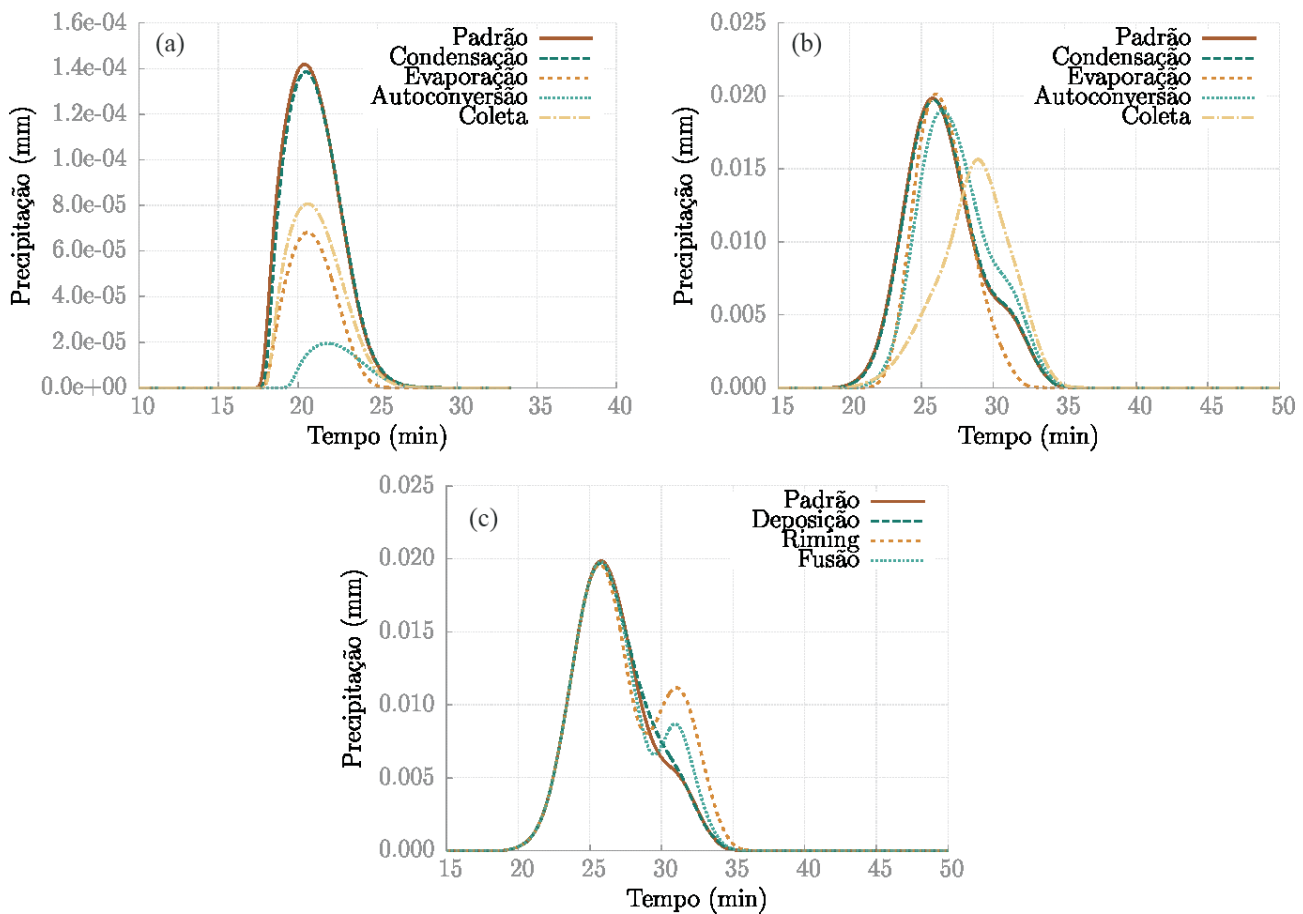 (a)
Precipitação (mm)
1.6e-04
1.4e-04
1.2e-04
1.0e-04
8.0e-05
6.0e-05
4.0e-05
2.0e-05
0.0e+00
Padrão
Condensação
Evaporação
Autoconversão
Coleta
10 15 20 25 30 35 40
Tempo (min)
(b)
Precipitação (mm)
0.025
0.020
0.015
0.010
0.005
0.000
Padrão
Condensação
Evaporação
Autoconversão
Coleta
15 20 25 30 35 40 45 50
Tempo (min)
(c)
Precipitação (mm)
0.025
0.020
0.015
0.010
0.005
0.000
Padrão
Deposição
Riming
Fusão
15 20 25 30 35 40 45 50
Tempo (min)